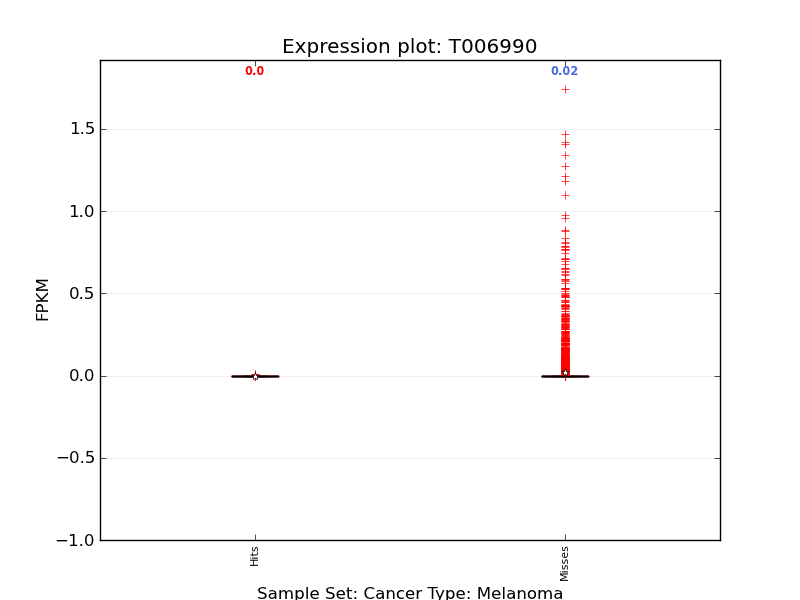 Expression plot: T006990
0.0
0.02
1.5
1.0
0.5
0.0
−0.5
−1.0
FPKM
Hits
Misses
Sample Set: Cancer Type: Melanoma